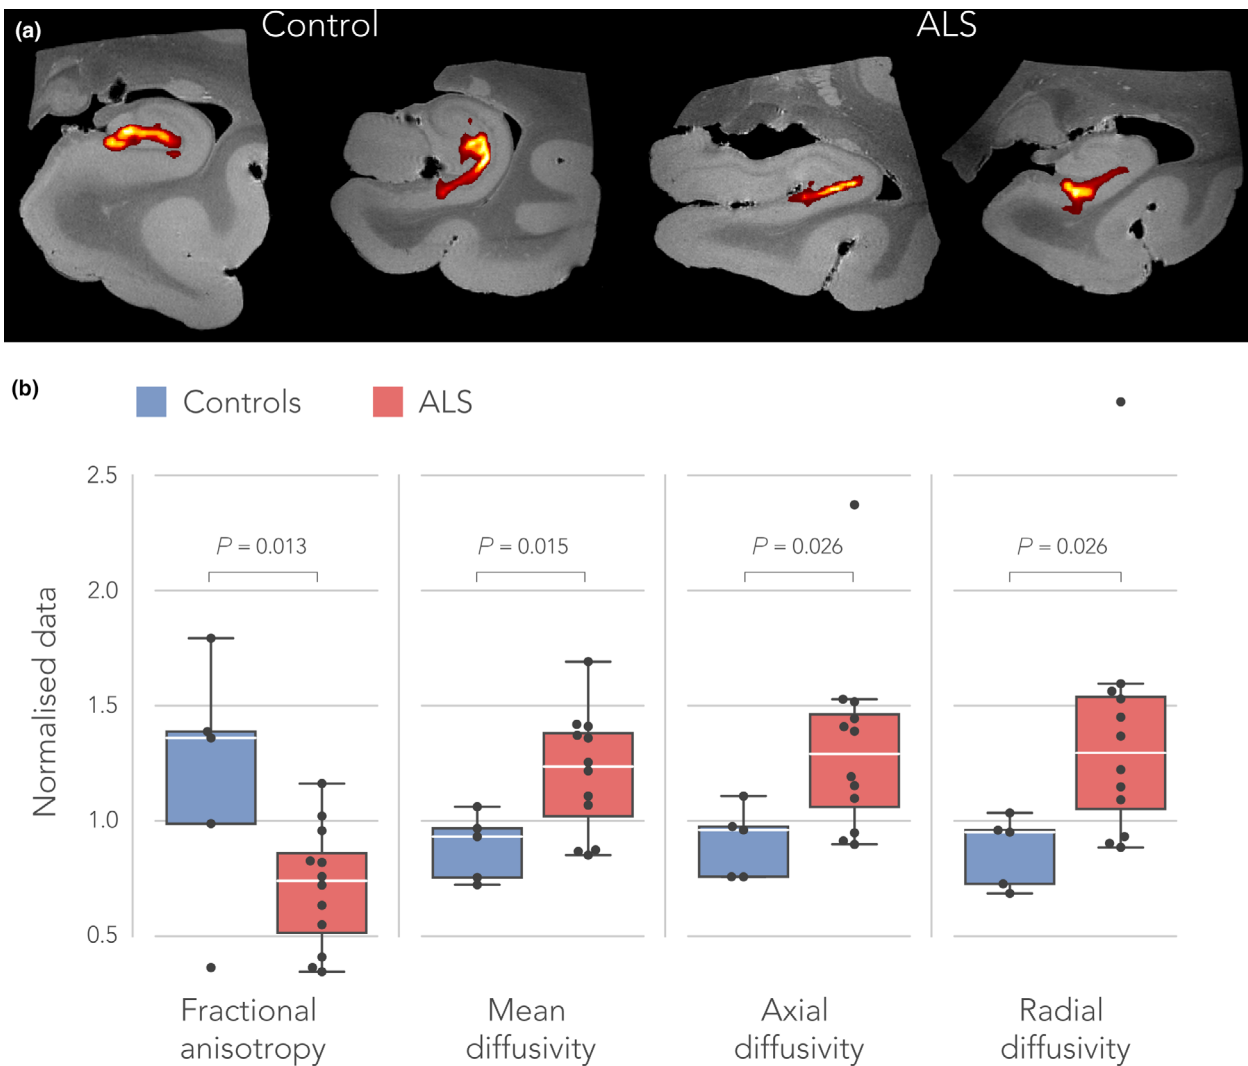 (a) Control ALS
(b) Controls ALS
Normalised data
2.5
2.0
1.5
1.0
0.5
P = 0.013
P = 0.015
P = 0.026
P = 0.026
Fractional
anisotropy
Mean
diffusivity
Axial
diffusivity
Radial
diffusivity